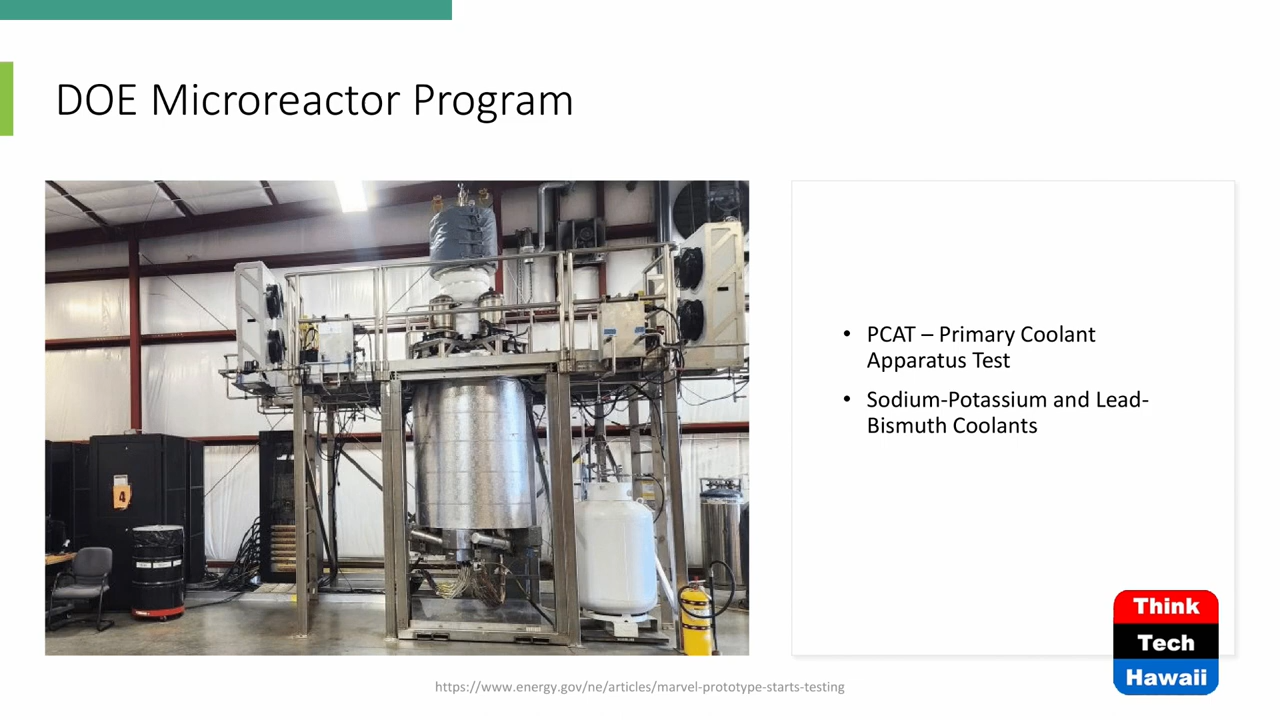 DOE Microreactor Program
4
• PCAT – Primary Coolant
Apparatus Test
• Sodium-Potassium and Lead-
Bismuth Coolants
Think
Tech
Hawaii
https://www.energy.gov/ne/articles/marvel-prototype-starts-testing